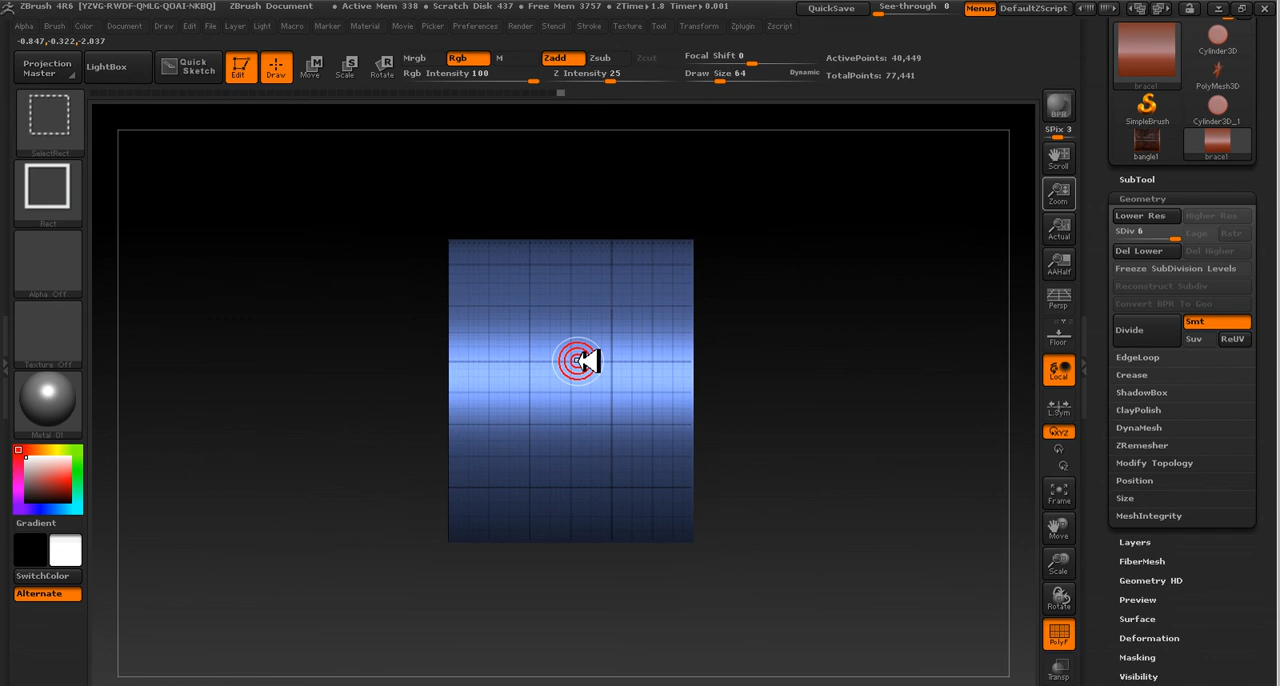 ZBrush 4R6 [YZVG-RWDF-QMLG-QOAI-NKBQ] ZBrush Document • Active Mem 338 • Scratch Disk 437 • Free Mem 3757 • ZTime▸1.8 Timer▸0.001 QuickSave See-through 0 Menus DefaultZScript
Alpha Brush Color Document Draw Edit File Layer Light Macro Marker Material Movie Picker Preferences Render Stencil Stroke Texture Tool Transform Zplugin Zscript
-0.847,-0.322,-2.037
Projection Master
LightBox
Quick Sketch
Edit
Draw
Move
Scale
Rotate
Mrgb Rgb M
Rgb Intensity 100
Zadd Zsub Zcut
Z Intensity 25
Focal Shift 0
Draw Size 64 Dynamic
ActivePoints: 40,449
TotalPoints: 77,441
SelectRect
Rect
Alpha Off
Texture Off
Metal 01
Gradient
SwitchColor
Alternate
BPR
SPix 3
Scroll
Zoom
Actual
AAHalf
Persp
Floor
Local
L.Sym
XYZ
Frame
Move
Scale
Rotate
PolyF
Transp
brace1
Cylinder3D
PolyMesh3D
SimpleBrush
Cylinder3D_1
bangle1
brace1
SubTool
Geometry
Lower Res Higher Res
SDiv 6 Cage Rstr
Del Lower Del Higher
Freeze SubDivision Levels
Reconstruct Subdiv
Convert BPR To Geo
Divide
Smt
Suv ReUV
EdgeLoop
Crease
ShadowBox
ClayPolish
DynaMesh
ZRemesher
Modify Topology
Position
Size
MeshIntegrity
Layers
FiberMesh
Geometry HD
Preview
Surface
Deformation
Masking
Visibility